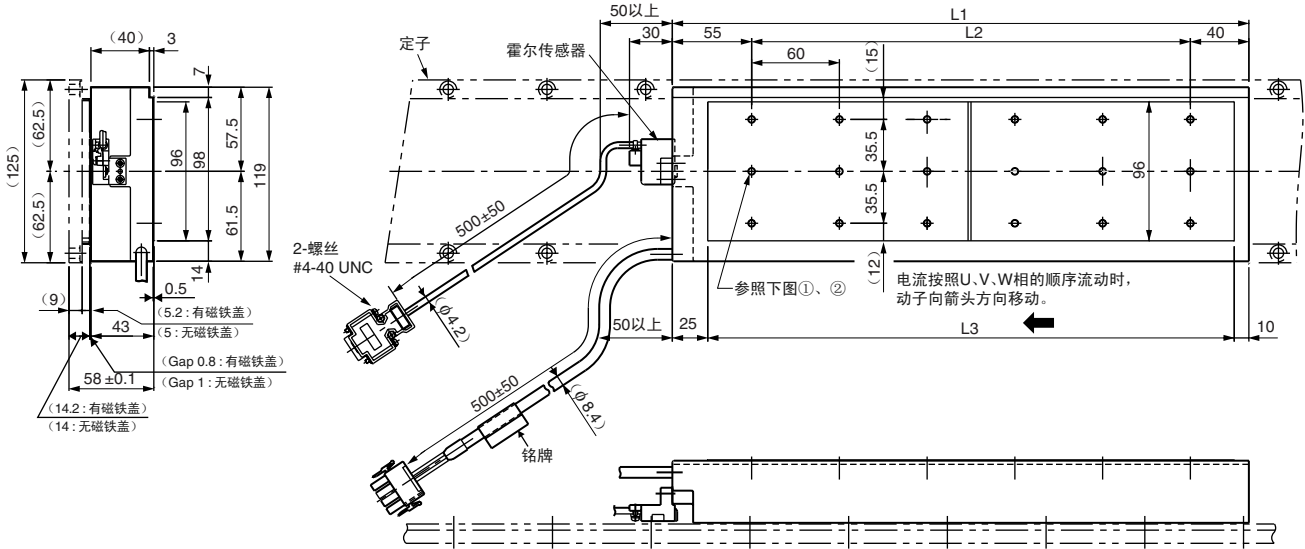 （40）
3
7
（125）
（62.5）
（62.5）
96
98
57.5
61.5
119
14
0.5
（9）
（5.2 : 有磁铁盖）
（5 : 无磁铁盖）
43
（Gap 0.8 : 有磁铁盖）
（Gap 1 : 无磁铁盖）
58 ±0.1
（14.2 : 有磁铁盖）
（14 : 无磁铁盖）
定子
50以上
30
霍尔传感器
L1
55
L2
40
60
（15）
35.5
35.5
96
（12）
500±50
2-螺丝
#4-40 UNC
（φ4.2）
参照下图①、②
电流按照U、V、W相的顺序流动时，
动子向箭头方向移动。
50以上
25
L3
10
500±50
（φ8.4）
铭牌